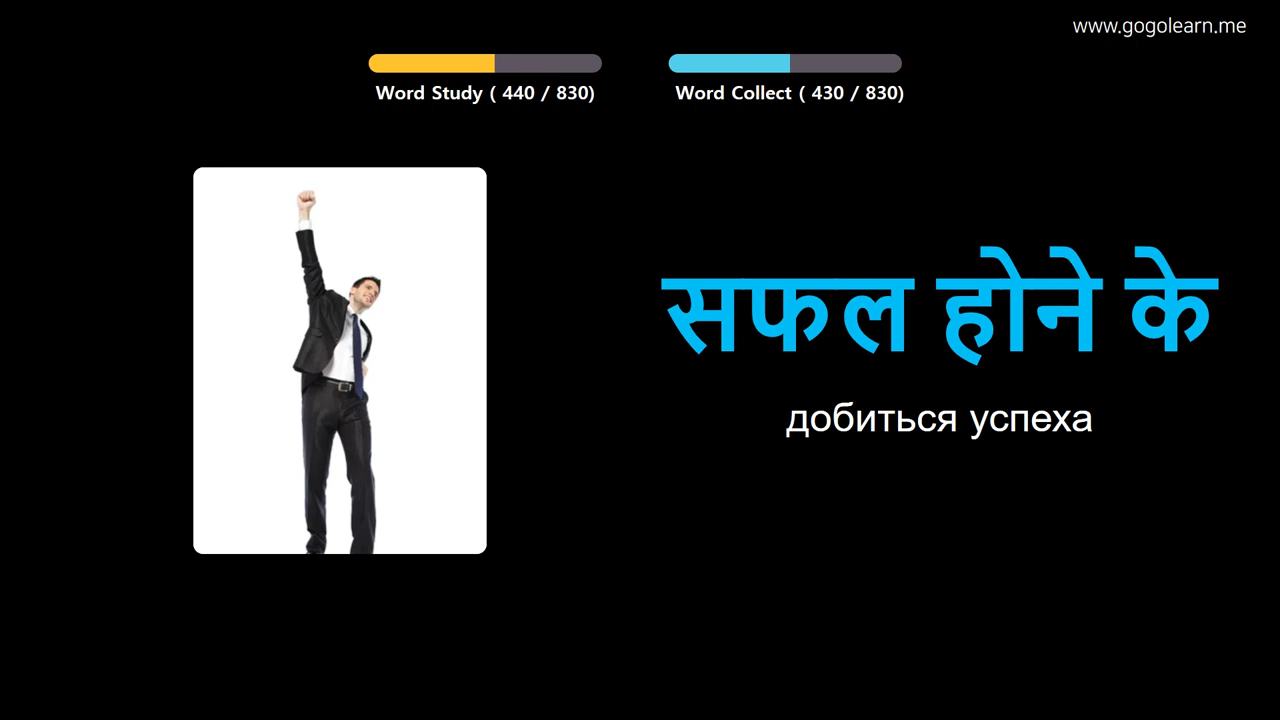 www.gogolearn.me
Word Study ( 440 / 830)
Word Collect ( 430 / 830)
सफल होने के
добиться успеха